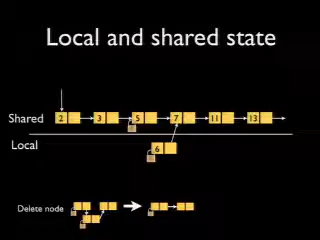 Local and shared state
Shared
2 3 5 7 11 13
Local
6
Delete node